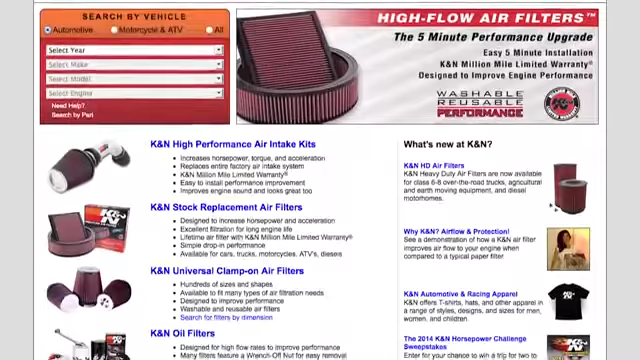 SEARCH BY VEHICLE
Automotive Motorcycle & ATV All
Select Year
Select Make
Select Model
Select Engine
Need Help?
Search by Part
HIGH-FLOW AIR FILTERS™
The 5 Minute Performance Upgrade
Easy 5 Minute Installation
K&N Million Mile Limited Warranty®
Designed to Improve Engine Performance
WASHABLE
REUSABLE
PERFORMANCE
K&N High Performance Air Intake Kits
• Increases horsepower, torque, and acceleration
• Replaces entire factory air intake system
• K&N Million Mile Limited Warranty®
• Easy to install performance improvement
• Improves engine sound and looks great too
K&N Stock Replacement Air Filters
• Designed to increase horsepower and acceleration
• Excellent filtration for long engine life
• Lifetime air filter with K&N Million Mile Limited Warranty®
• Simple drop-in performance
• Available for cars, trucks, motorcycles, ATV's, diesels
K&N Universal Clamp-on Air Filters
• Hundreds of sizes and shapes
• Available to fit many types of air filtration needs
• Designed to improve performance
• Washable and reusable air filters
• Search for filters by dimension
K&N Oil Filters
• Designed for high flow rates to improve performance
• Many filters feature a Wrench-Off Nut for easy removal
What's new at K&N?
K&N HD Air Filters
K&N Heavy Duty Air Filters are now available
for class 6-8 over-the-road trucks, agricultural
and earth moving equipment, and diesel
motorhomes.
Why K&N? Airflow & Protection!
See a demonstration of how a K&N air filter
improves air flow to your engine when
compared to a typical paper filter
K&N Automotive & Racing Apparel
K&N offers T-shirts, hats, and other apparel in
a range of styles, designs, and sizes for men,
women, and children.
The 2014 K&N Horsepower Challenge
Sweepstakes
Enter for your chance to win a trip for two to